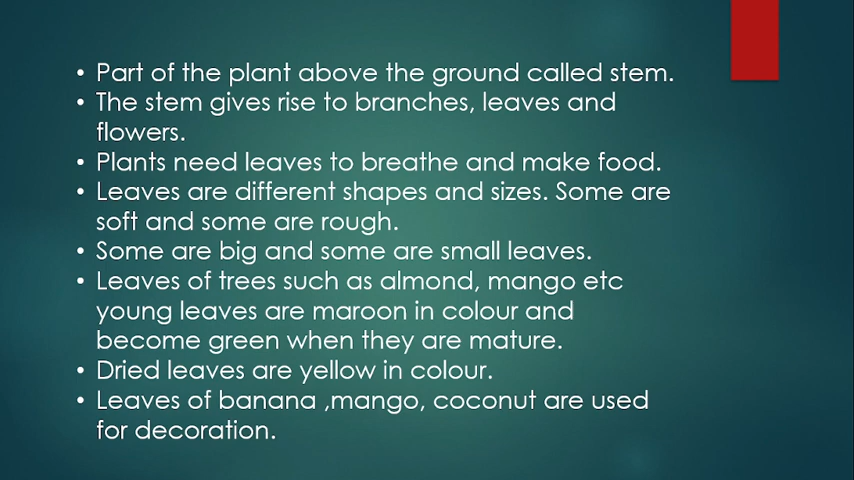 • Part of the plant above the ground called stem.
• The stem gives rise to branches, leaves and
flowers.
• Plants need leaves to breathe and make food.
• Leaves are different shapes and sizes. Some are
soft and some are rough.
• Some are big and some are small leaves.
• Leaves of trees such as almond, mango etc
young leaves are maroon in colour and
become green when they are mature.
• Dried leaves are yellow in colour.
• Leaves of banana ,mango, coconut are used
for decoration.